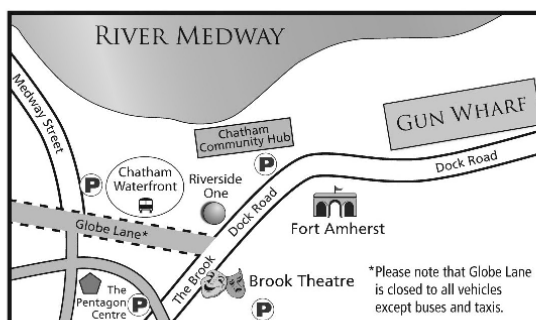 RIVER MEDWAY
Medway Street
GUN WHARF
Chatham
Community Hub
P
Dock Road
P
Chatham
Waterfront
Riverside
One
Dock Road
Fort Amherst
Globe Lane*
The Brook
Brook Theatre
The
Pentagon
Centre
P
P
*Please note that Globe Lane
is closed to all vehicles
except buses and taxis.